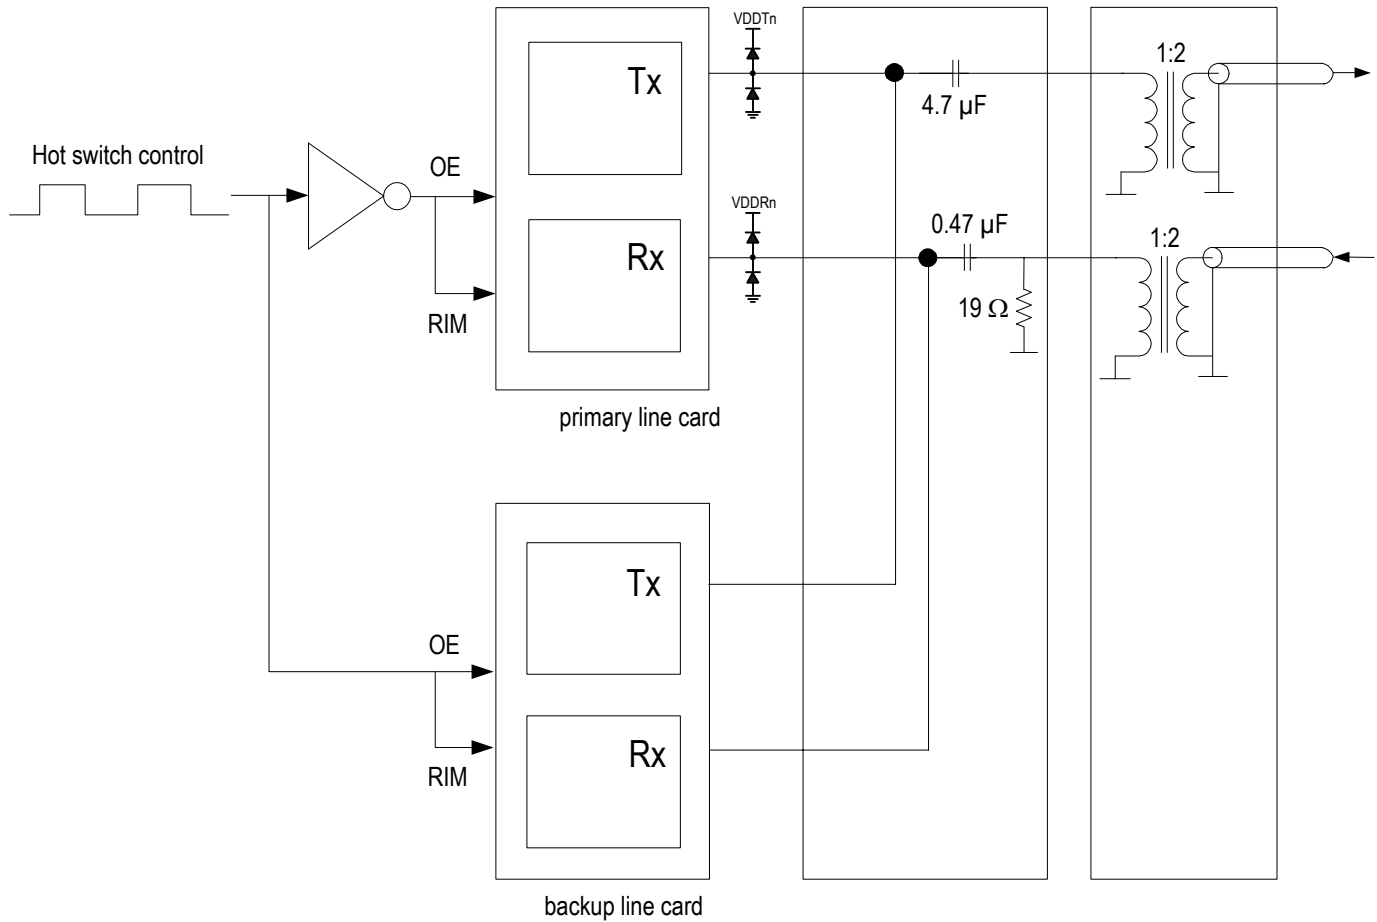 VDDTn
1:2
Tx
4.7 µF
Hot switch control
OE
VDDRn
0.47 µF
1:2
Rx
19 Ω
RIM
primary line card
Tx
OE
Rx
RIM
backup line card